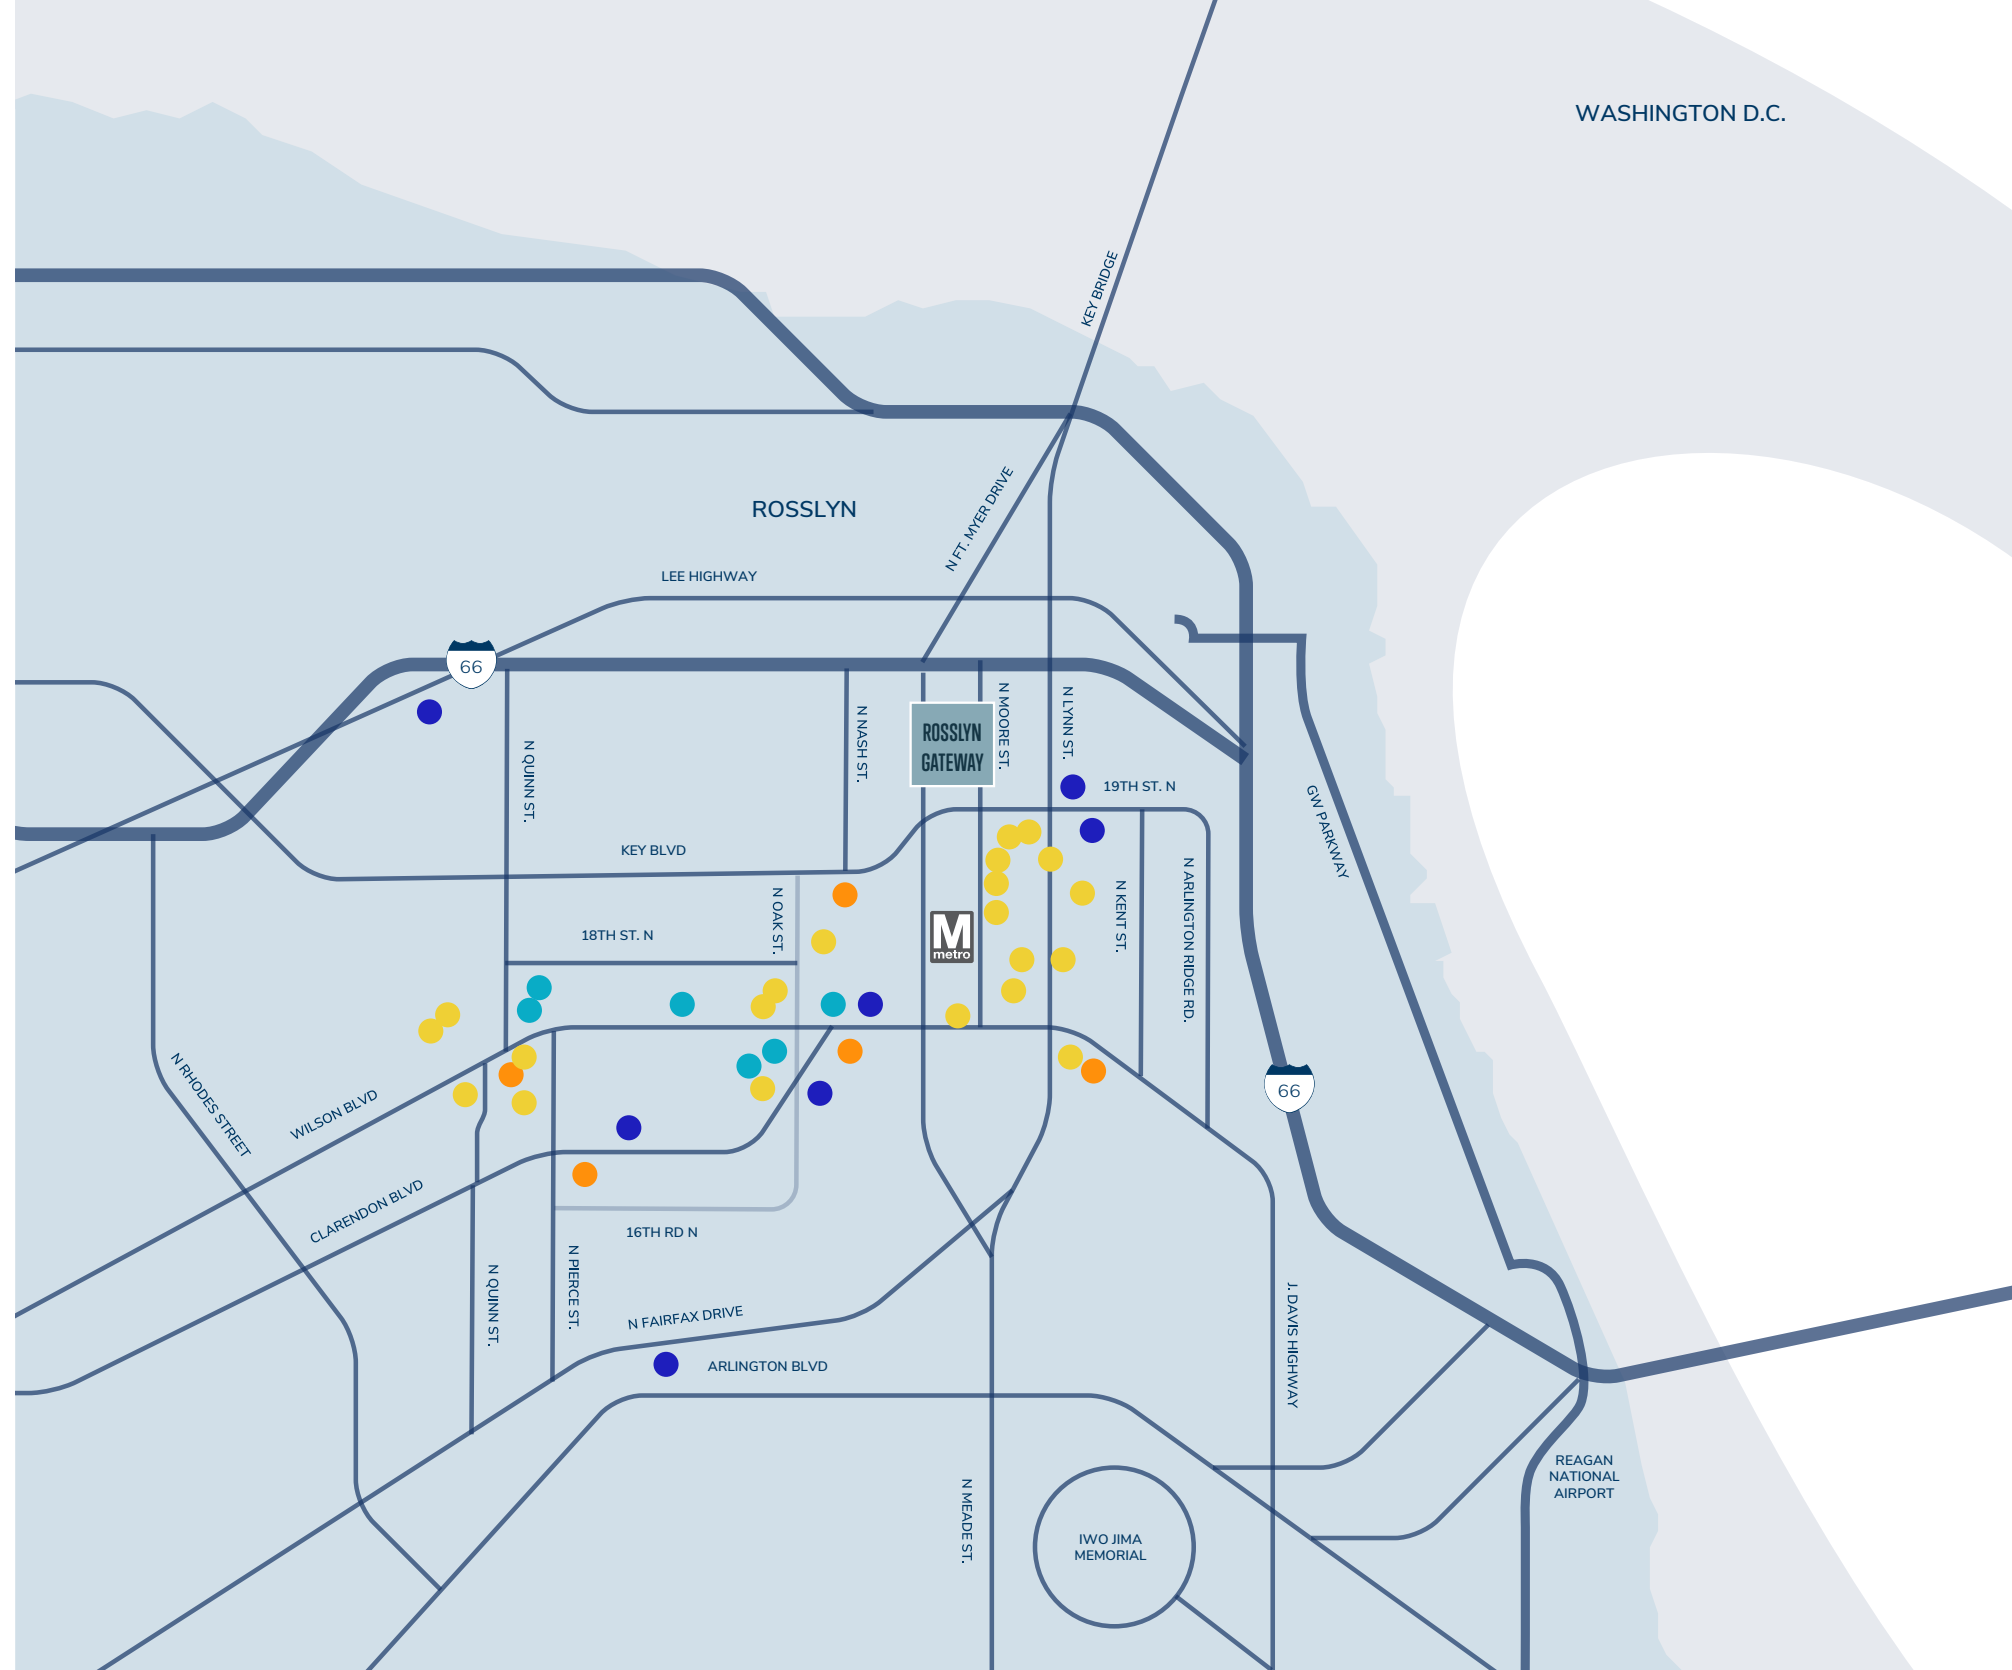 WASHINGTON D.C.
KEY BRIDGE
ROSSLYN
N FT. MYER DRIVE
LEE HIGHWAY
66
N QUINN ST.
N NASH ST.
ROSSLYN
GATEWAY
N MOORE ST.
N LYNN ST.
19TH ST. N
GW PARKWAY
KEY BLVD
N OAK ST.
18TH ST. N
M
metro
N KENT ST.
N ARLINGTON RIDGE RD.
N RHODES STREET
WILSON BLVD
66
CLARENDON BLVD
16TH RD N
N QUINN ST.
N PIERCE ST.
N FAIRFAX DRIVE
ARLINGTON BLVD
J. DAVIS HIGHWAY
N MEADE ST.
REAGAN
NATIONAL
AIRPORT
IWO JIMA
MEMORIAL